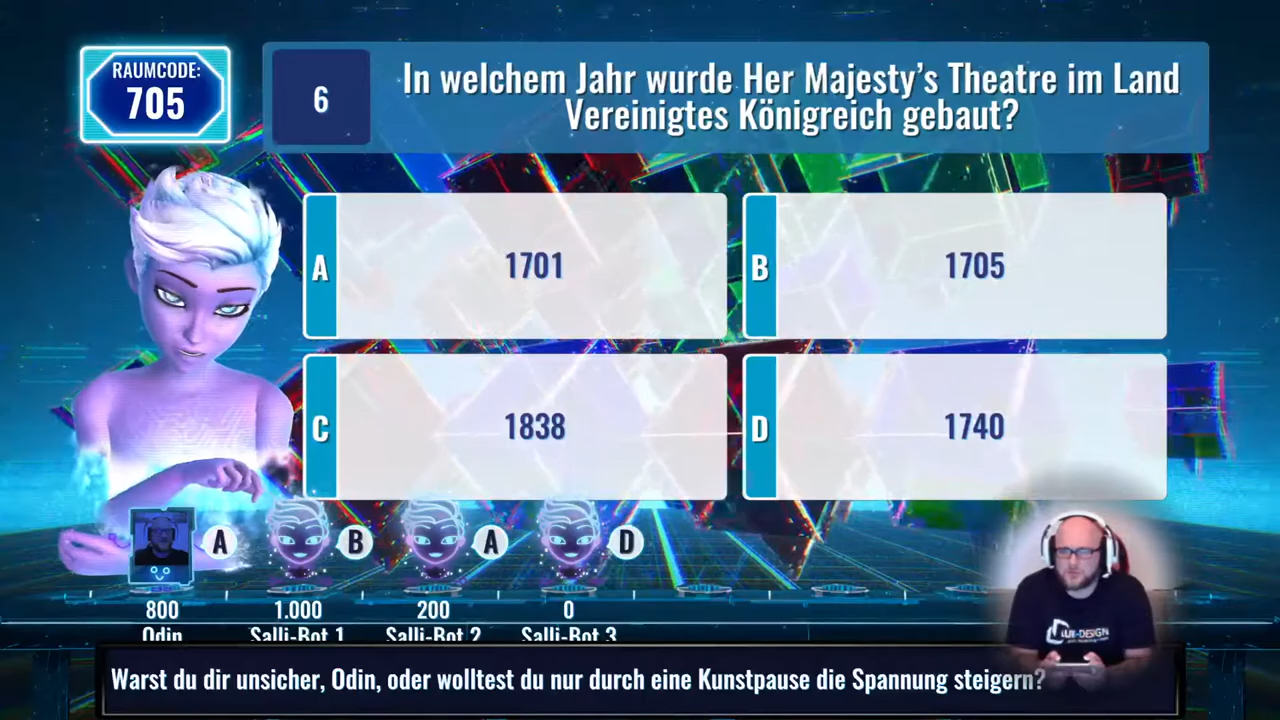 RAUMCODE:
705
6
In welchem Jahr wurde Her Majesty's Theatre im Land
Vereinigtes Königreich gebaut?
A
1701
B
1705
C
1838
D
1740
A
B
A
D
800
1.000
200
0
Odin
Salli-Bot 1
Salli-Bot 2
Salli-Bot 3
Warst du dir unsicher, Odin, oder wolltest du nur durch eine Kunstpause die Spannung steigern?